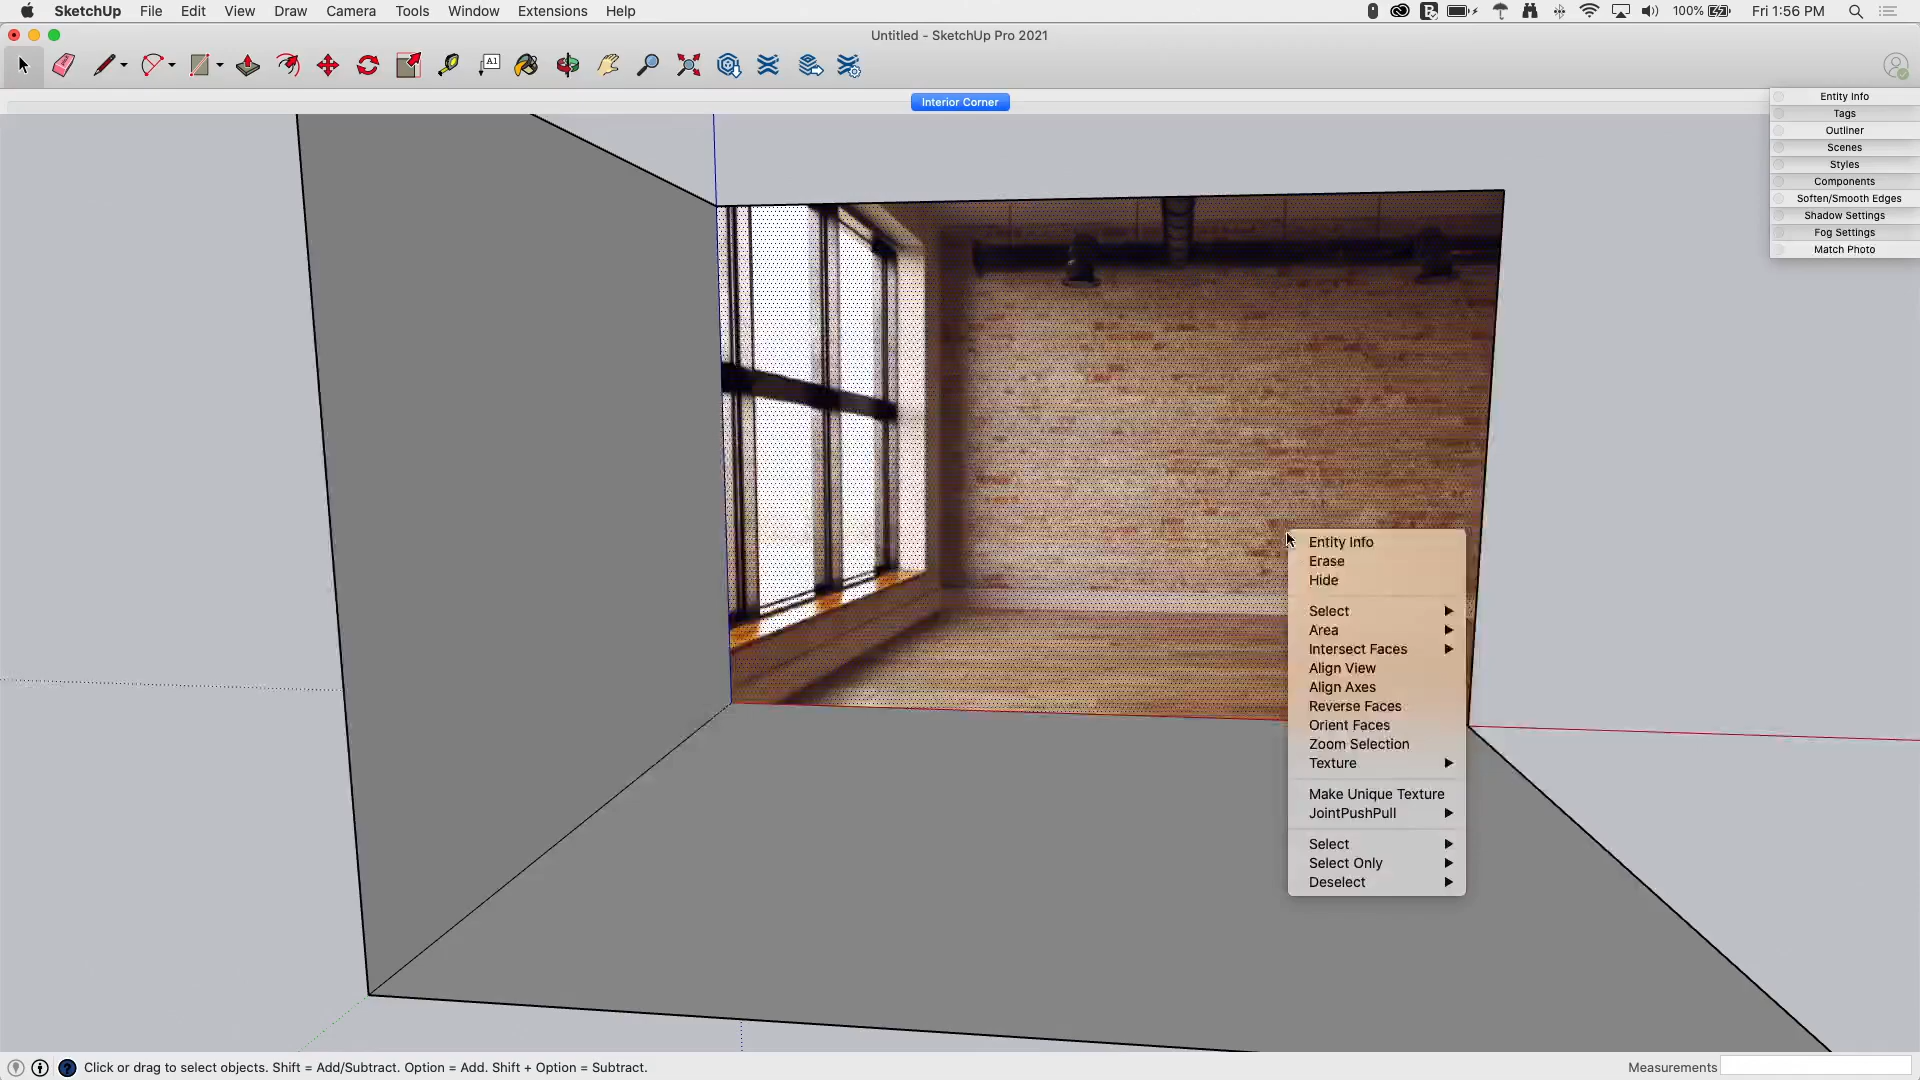 SketchUp File Edit View Draw Camera Tools Window Extensions Help 100% Fri 1:56 PM
Untitled - SketchUp Pro 2021
A1
Interior Corner
Entity Info
Tags
Outliner
Scenes
Styles
Components
Soften/Smooth Edges
Shadow Settings
Fog Settings
Match Photo
Entity Info
Erase
Hide
Select
Area
Intersect Faces
Align View
Align Axes
Reverse Faces
Orient Faces
Zoom Selection
Texture
Make Unique Texture
JointPushPull
Select
Select Only
Deselect
Click or drag to select objects. Shift = Add/Subtract. Option = Add. Shift + Option = Subtract. Measurements